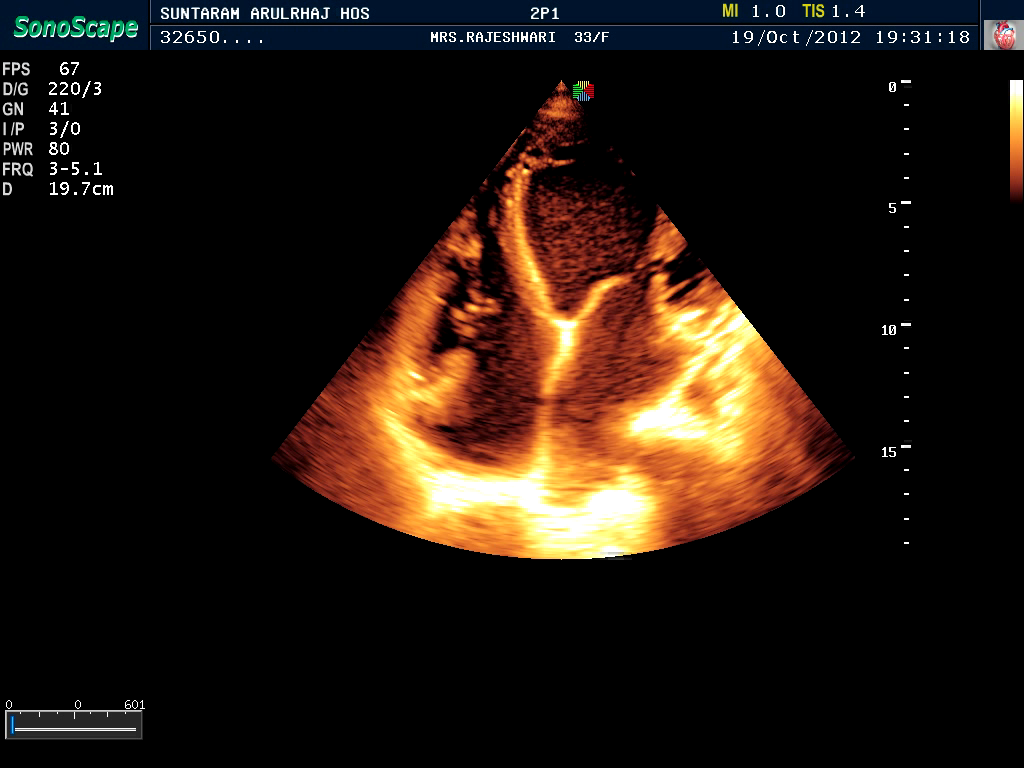 SonoScape SUNTARAM ARULRHAJ HOS 2P1 MI 1.0 TIS 1.4
32650.... MRS.RAJESHWARI 33/F 19/Oct/2012 19:31:18
FPS 67
D/G 220/3
GN 41
I/P 3/0
PWR 80
FRQ 3-5.1
D 19.7cm
0
5
10
15
0 0 601